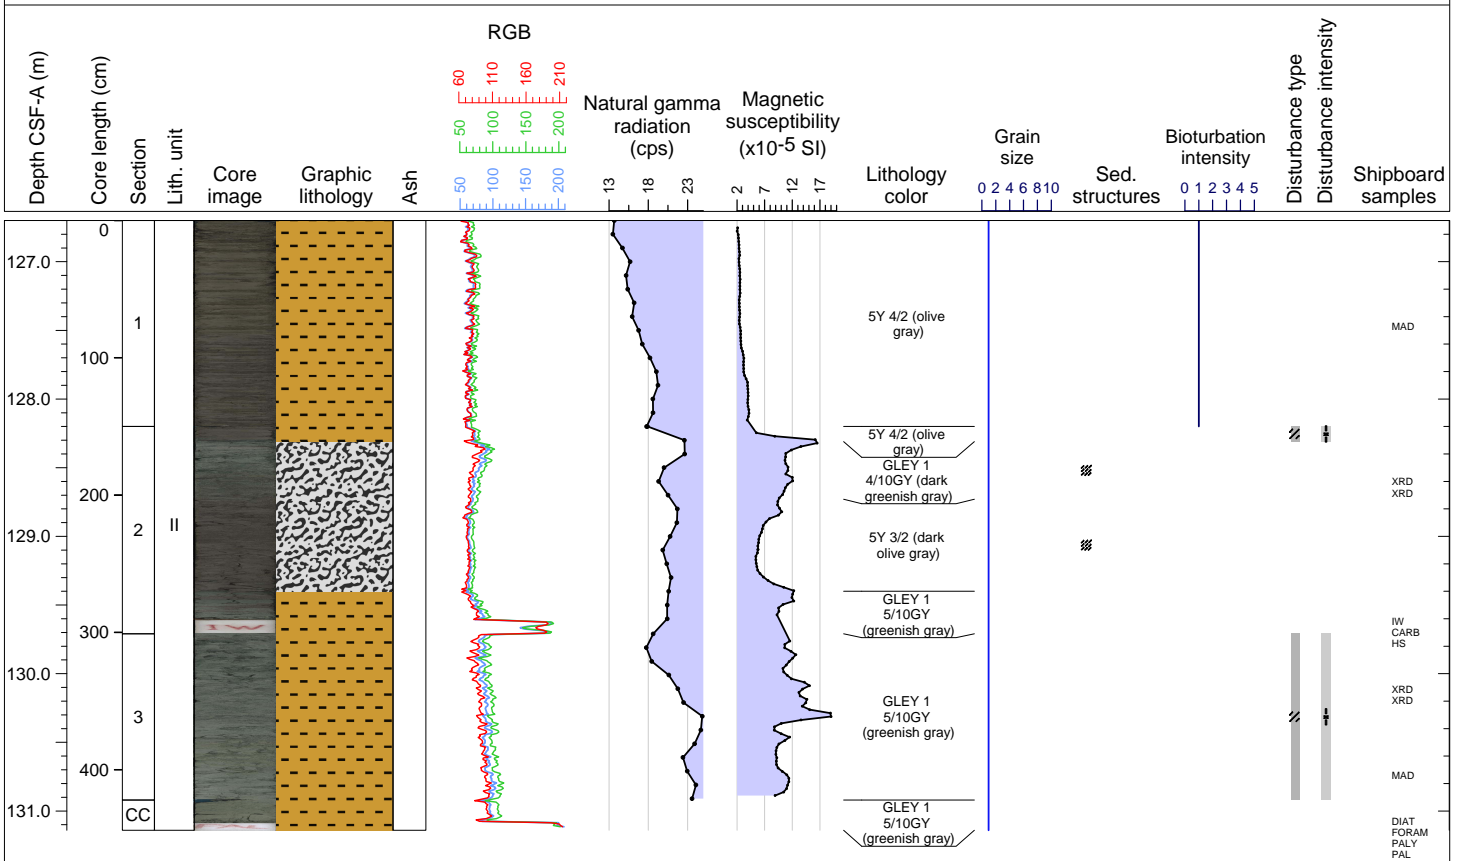 RGB
60 110 160 210
50 100 150 200
50 100 150 200
Depth CSF-A (m)
Core length (cm)
Section
Lith. unit
Core
image
Graphic
lithology
Ash
Natural gamma
radiation
(cps)
13 18 23
Magnetic
susceptibility
(x10-5 SI)
2 7 12 17
Lithology
color
Grain
size
0 2 4 6 8 10
Sed.
structures
Bioturbation
intensity
0 1 2 3 4 5
Disturbance type
Disturbance intensity
Shipboard
samples
127.0
128.0
129.0
130.0
131.0
0
100
200
300
400
1
2
3
CC
II
I W
5Y 4/2 (olive
gray)
5Y 4/2 (olive
gray)
GLEY 1
4/10GY (dark
greenish gray)
5Y 3/2 (dark
olive gray)
GLEY 1
5/10GY
(greenish gray)
GLEY 1
5/10GY
(greenish gray)
GLEY 1
5/10GY
(greenish gray)
MAD
XRD
XRD
IW
CARB
HS
XRD
XRD
MAD
DIAT
FORAM
PALY
PAL